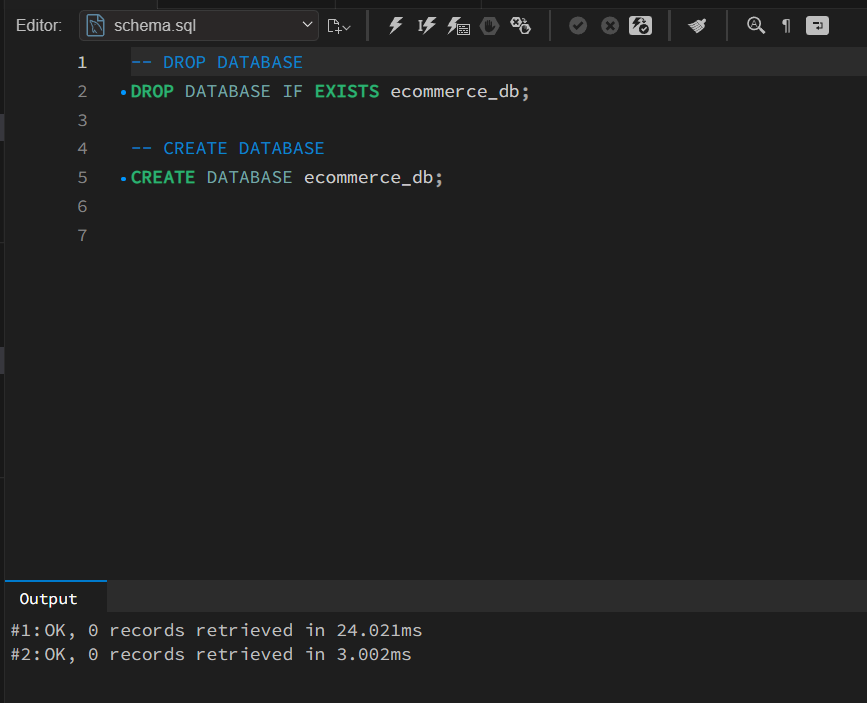 Editor: schema.sql
1 -- DROP DATABASE
2 DROP DATABASE IF EXISTS ecommerce_db;
3
4 -- CREATE DATABASE
5 CREATE DATABASE ecommerce_db;
6
7
Output
#1:OK, 0 records retrieved in 24.021ms
#2:OK, 0 records retrieved in 3.002ms